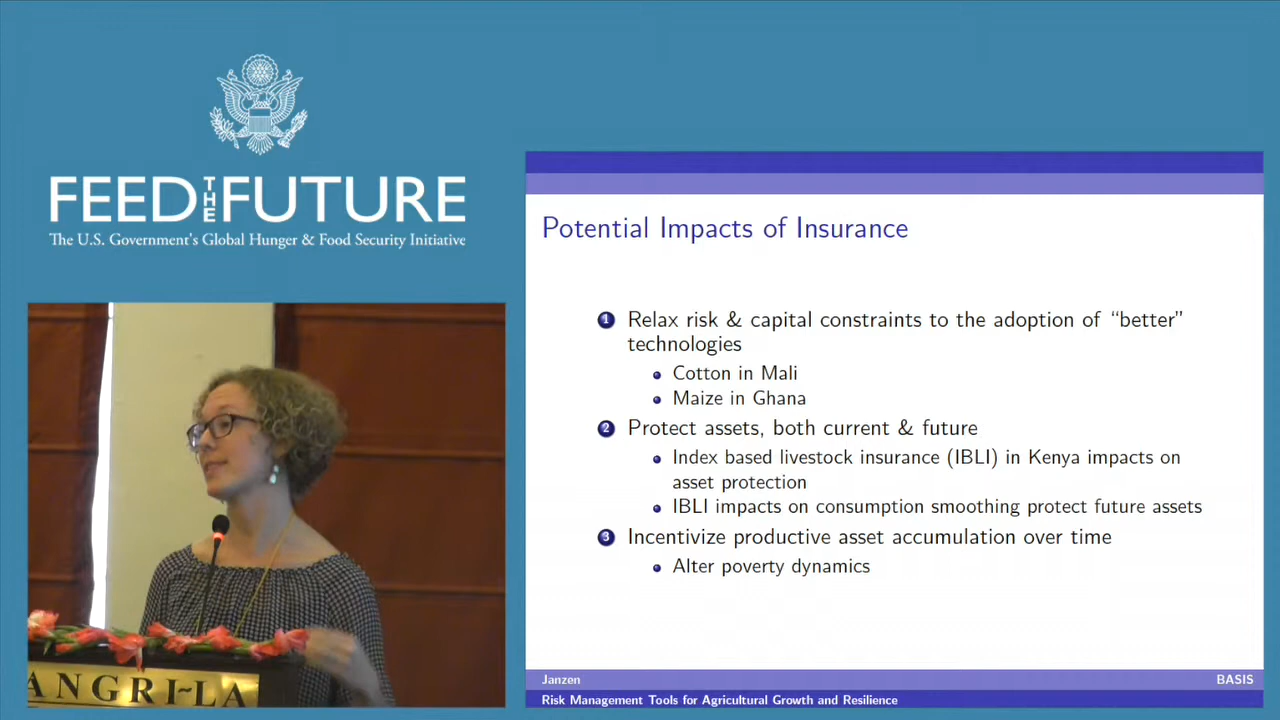 FEED THE FUTURE
The U.S. Government's Global Hunger & Food Security Initiative
Potential Impacts of Insurance
1 Relax risk & capital constraints to the adoption of “better”
technologies
Cotton in Mali
Maize in Ghana
2 Protect assets, both current & future
Index based livestock insurance (IBLI) in Kenya impacts on
asset protection
IBLI impacts on consumption smoothing protect future assets
3 Incentivize productive asset accumulation over time
Alter poverty dynamics
Janzen
BASIS
Risk Management Tools for Agricultural Growth and Resilience
ANGRI~LA